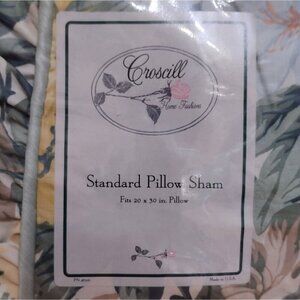 Croscill
Home Fashions
Standard Pillow Sham
Fits 20 x 30 in. Pillow
Made in U.S.A.